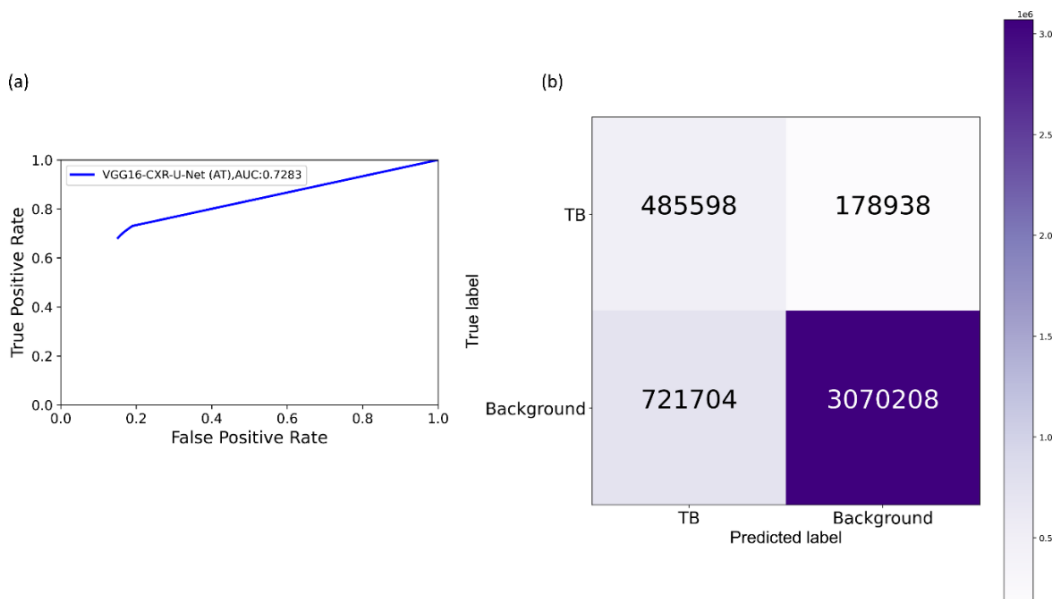 (a)
VGG16-CXR-U-Net (AT),AUC:0.7283
1.0
0.8
0.6
0.4
0.2
0.0
True Positive Rate
0.0 0.2 0.4 0.6 0.8 1.0
False Positive Rate
(b)
True label
TB
485598 178938
Background
721704 3070208
TB Background
Predicted label
1e6
3.0
2.5
2.0
1.5
1.0
0.5